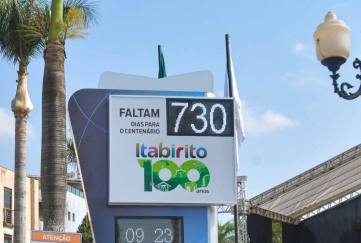 FALTAM
DIAS PARA
O CENTENÁRIO
730
Itabirito
100
anos
09 23
ATENÇÃO